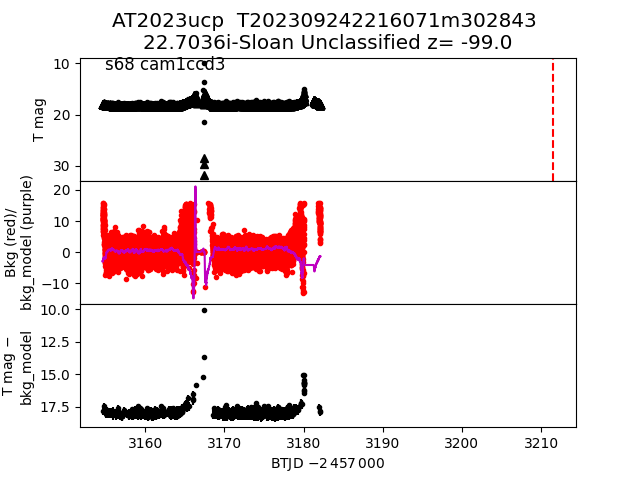 AT2023ucp  T202309242216071m302843
22.7036i-Sloan Unclassified z= -99.0
s68 cam1ccd3
T mag
10
20
30
Bkg (red)/
bkg_model (purple)
20
10
0
−10
T mag −
bkg_model
10.0
12.5
15.0
17.5
3160 3170 3180 3190 3200 3210
BTJD −2 457 000